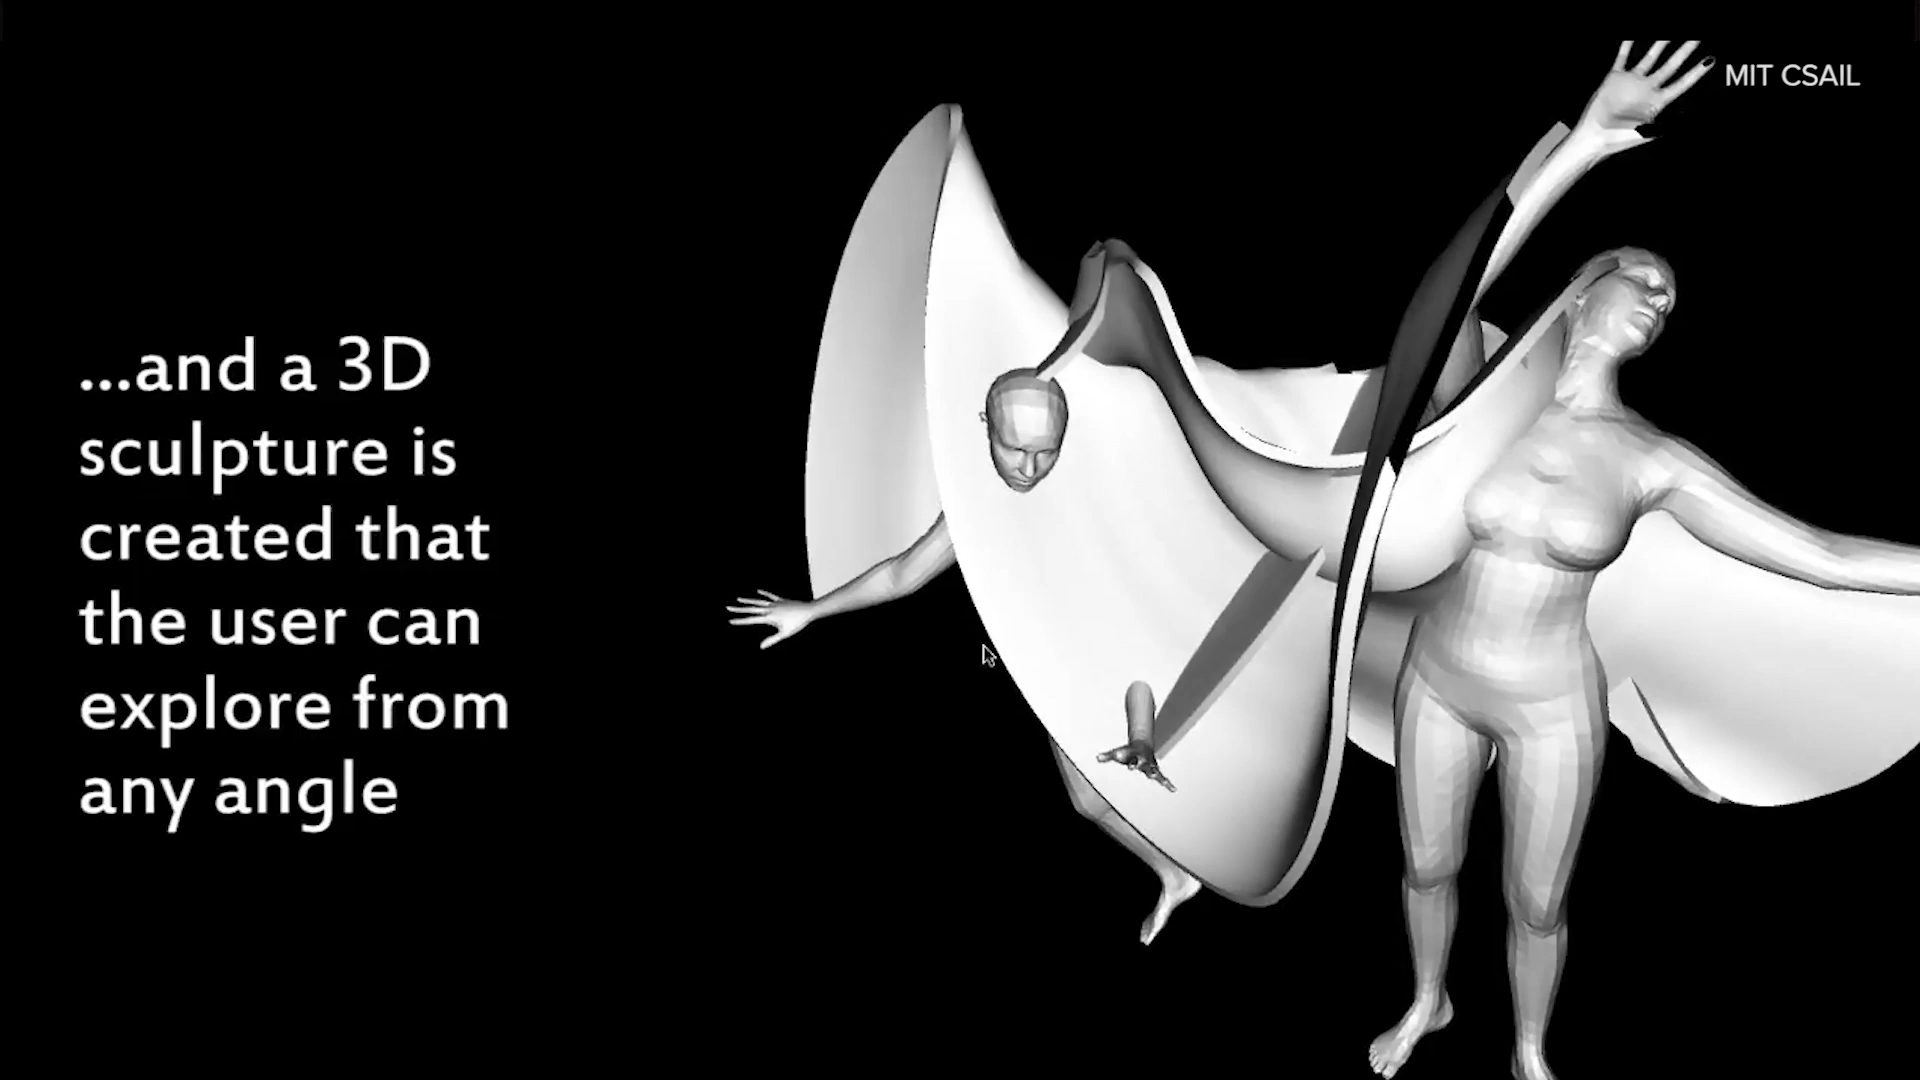 MIT CSAIL
...and a 3D
sculpture is
created that
the user can
explore from
any angle